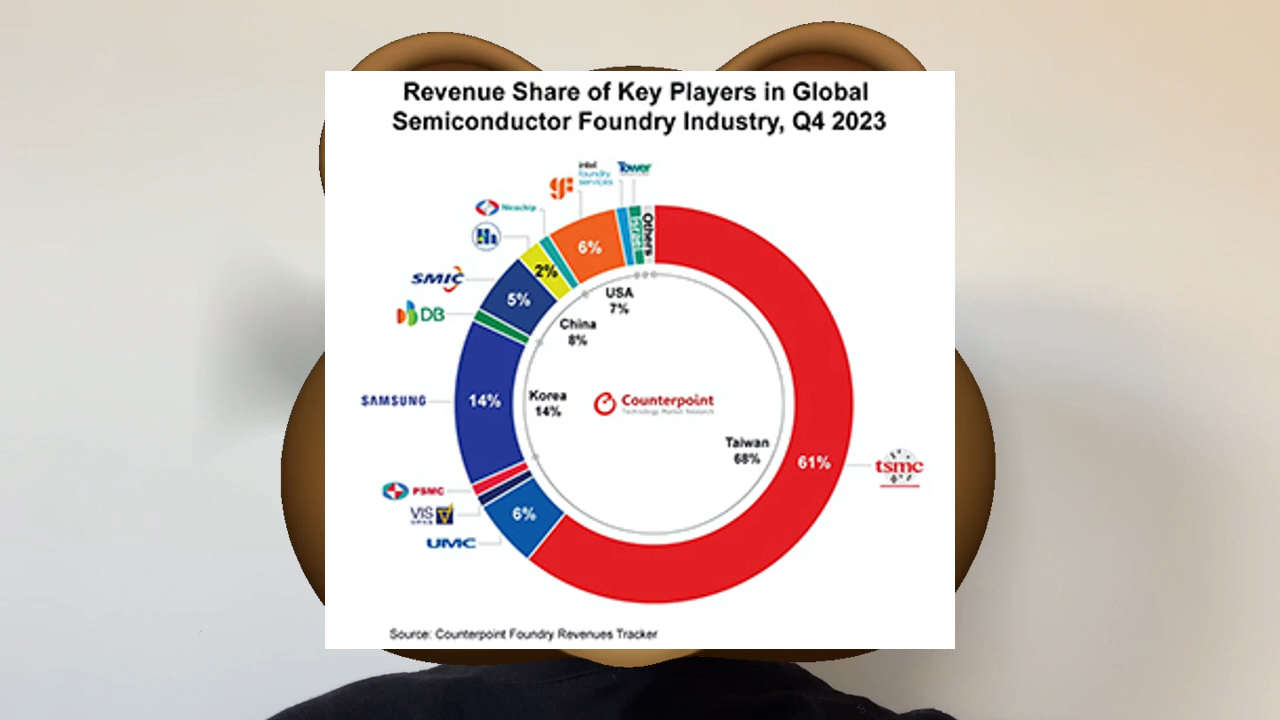 Revenue Share of Key Players in Global
Semiconductor Foundry Industry, Q4 2023
intel
foundry
services
Tower
Nexchip
SMIC
DB
SAMSUNG
PSMC
VIS
UMC
tsmc
Others
6%
2%
5%
14%
6%
61%
USA
7%
China
8%
Korea
14%
Taiwan
68%
Counterpoint
Technology Market Research
Source: Counterpoint Foundry Revenues Tracker